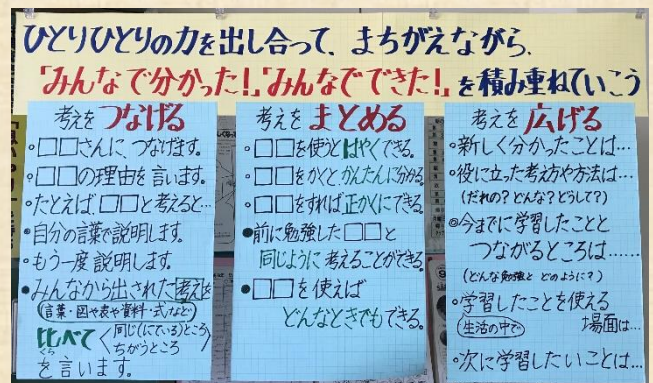 ひとりひとりの力を出し合って、まちがえながら、
「みんなで分かった!」「みんなでできた!」を積み重ねていこう
考えをつなげる
・□□さんに、つなげます。
・□□の理由を言います。
・たとえば、□□と考えると…
・自分の言葉で説明します。
・もう一度説明します。
●みんなから出された考えを
(言葉・図や表や資料・式など)
比べて〈同じ(にている)ところ
くら
ちがうところ
を言います。
考えをまとめる
・□□を使うとはやくできる。
・□□をかくと、かんたんに分かる。
・□□をすれば正かくにできる。
●前に勉強した□□と
同じように考えることができる。
●□□を使えば
どんなときでもできる。
考えを広げる
・新しく分かったことは…
・役に立った考え方や方法は…
(だれの?どんな?どうして?)
◎今までに学習したことと
つながるところは……
(どんな勉強とどのように?)
・学習したことを使える
生活の中で 場面は…
・次に学習したいことは…